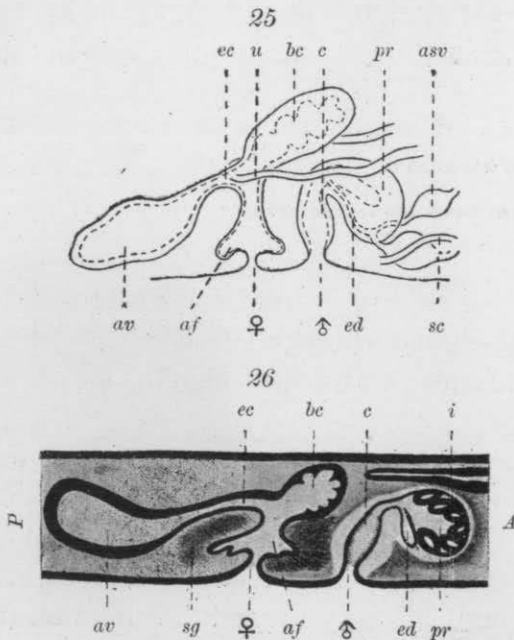 25
ec u bc c pr asv
av af ♀ ♂ ed sc
26
ec bc c i
P A
av sg ♀ af ♂ ed pr